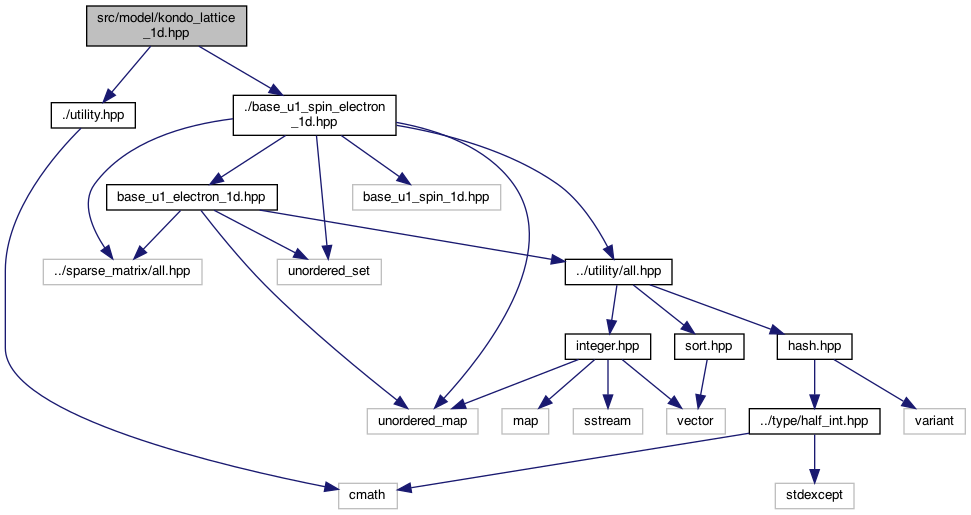 src/model/kondo_lattice
_1d.hpp
./utility.hpp
./base_u1_spin_electron
_1d.hpp
base_u1_electron_1d.hpp
base_u1_spin_1d.hpp
../sparse_matrix/all.hpp
unordered_set
../utility/all.hpp
integer.hpp
sort.hpp
hash.hpp
unordered_map
map
sstream
vector
../type/half_int.hpp
variant
cmath
stdexcept